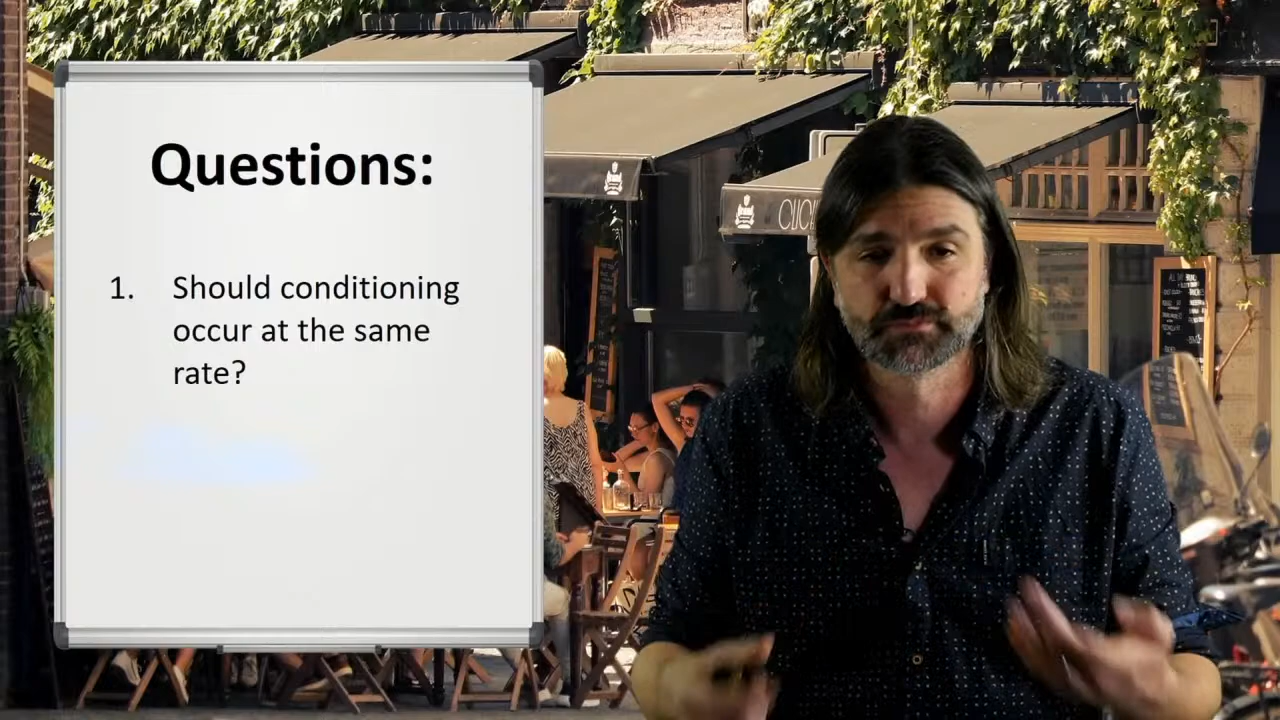 Questions:
1. Should conditioning
occur at the same
rate?